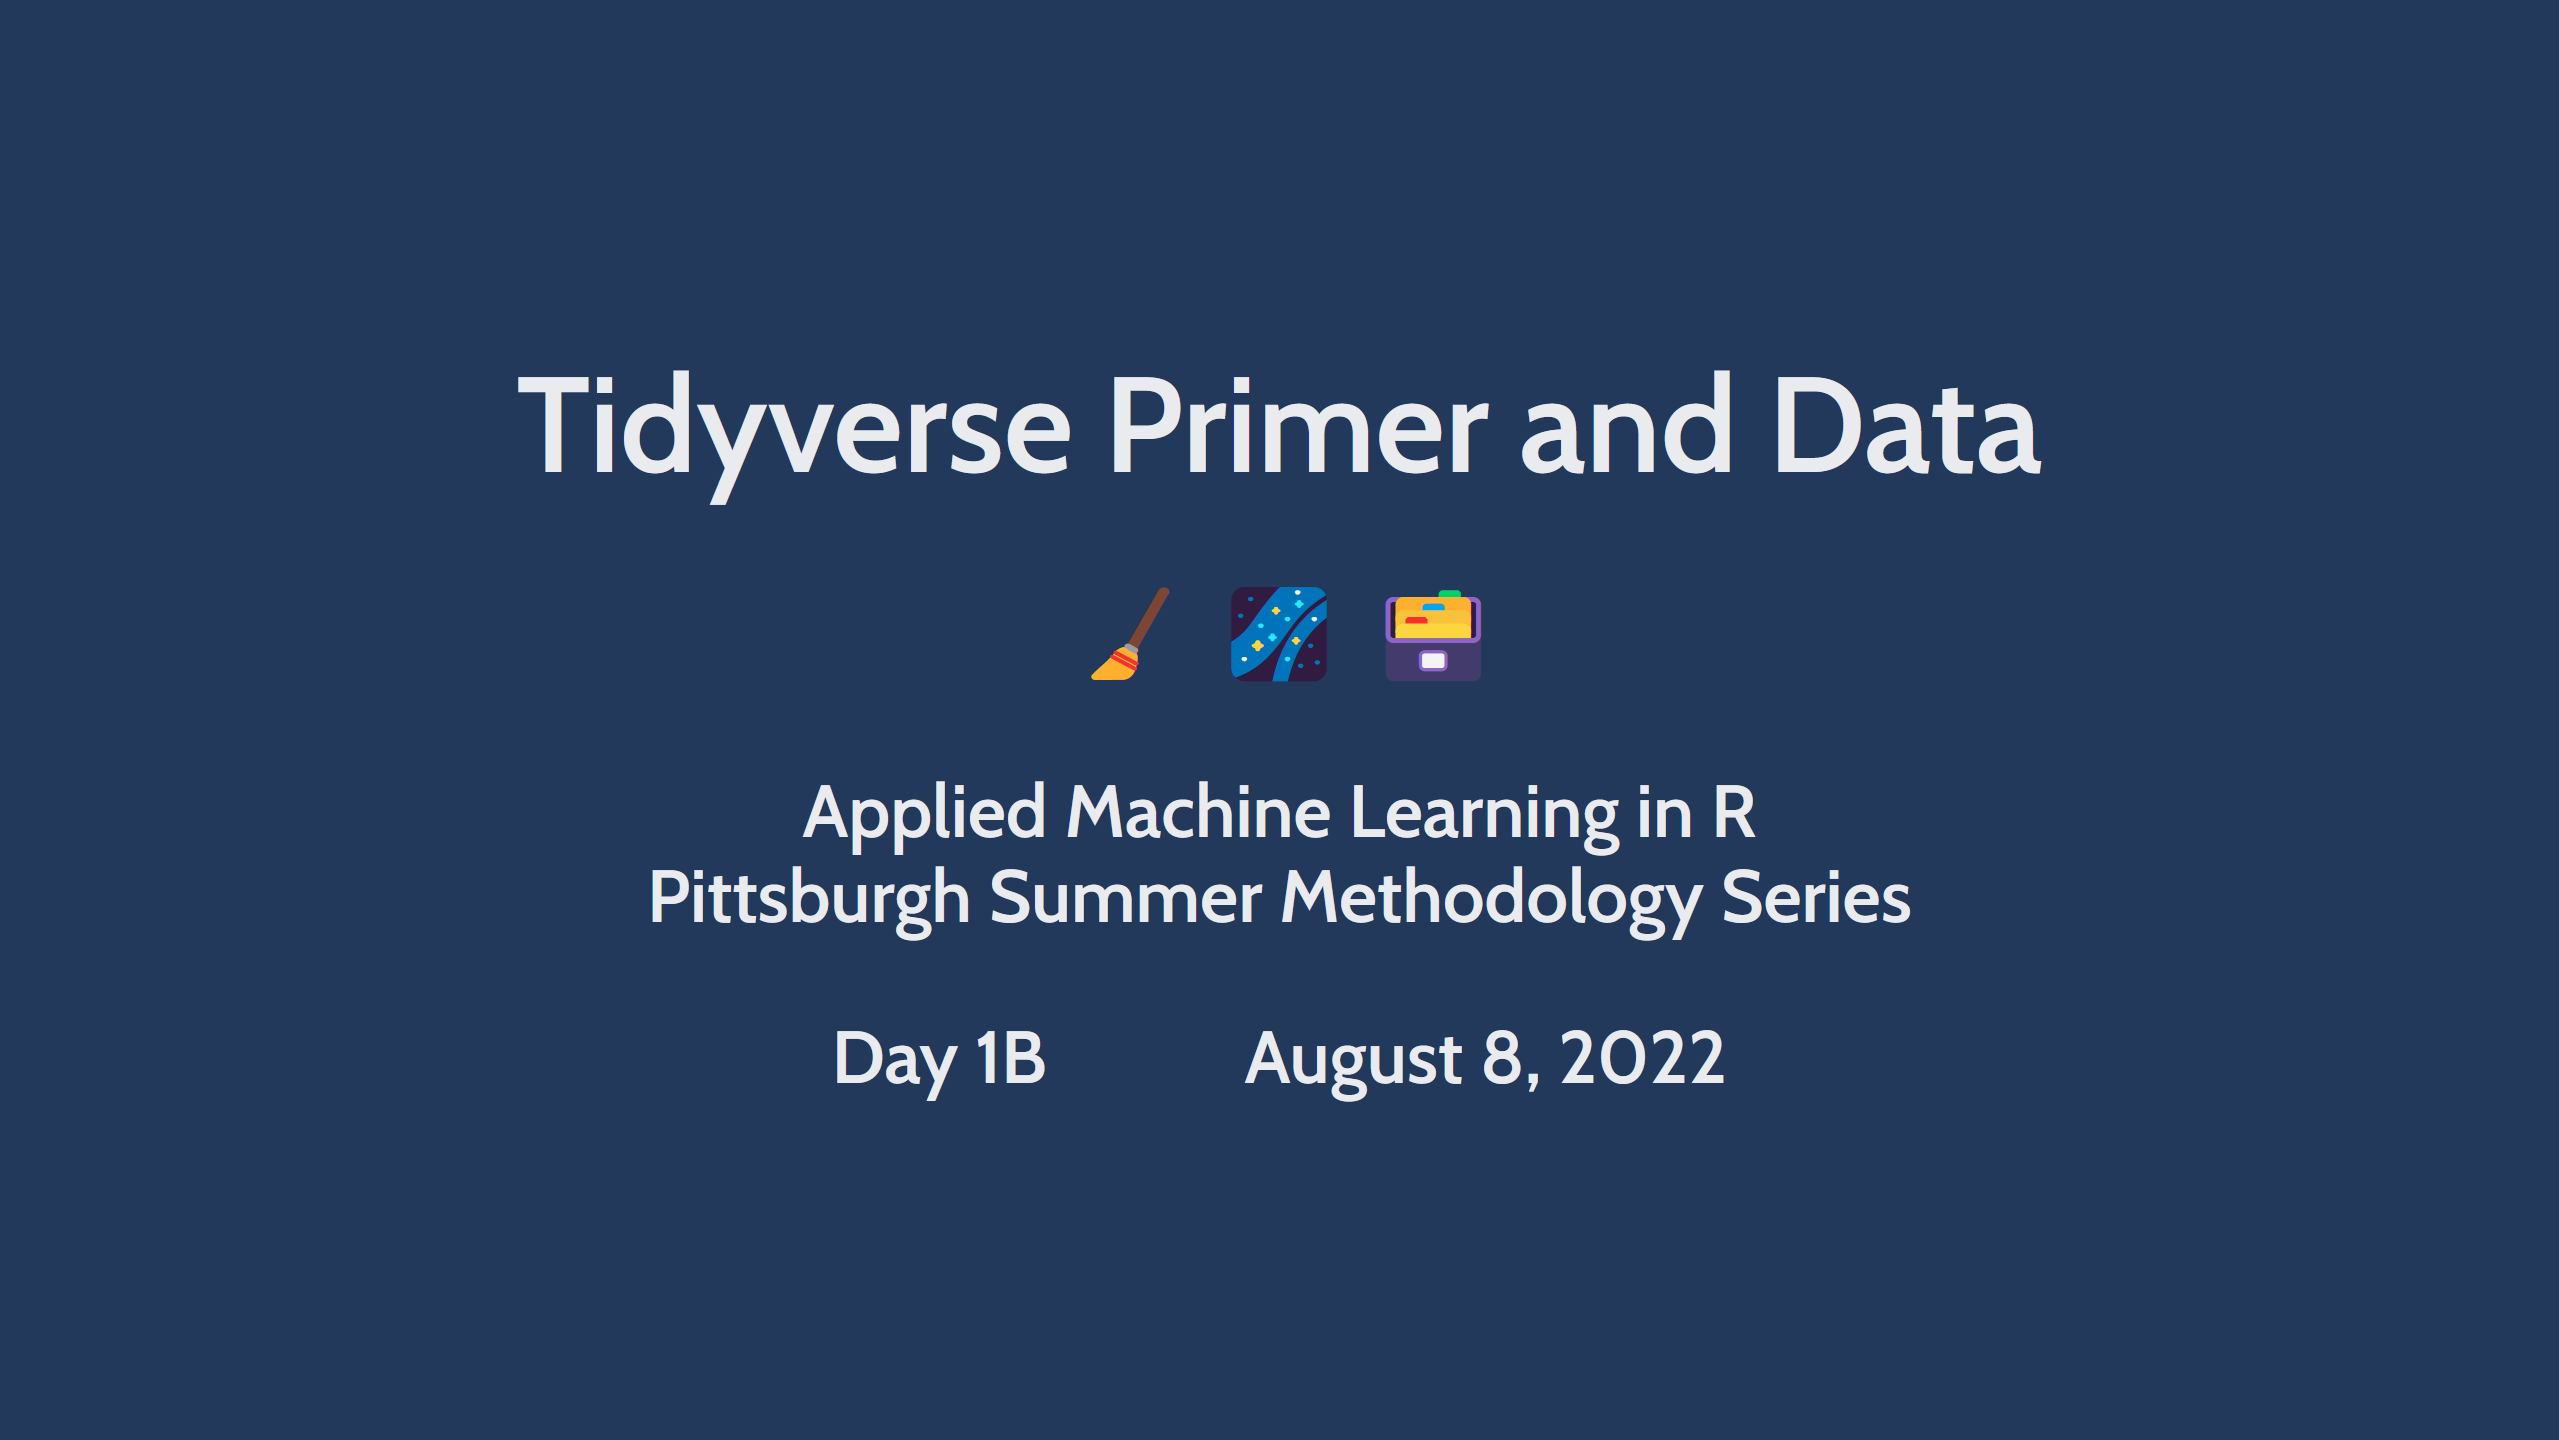 Tidyverse Primer and Data
Applied Machine Learning in R
Pittsburgh Summer Methodology Series
Day 1B August 8, 2022